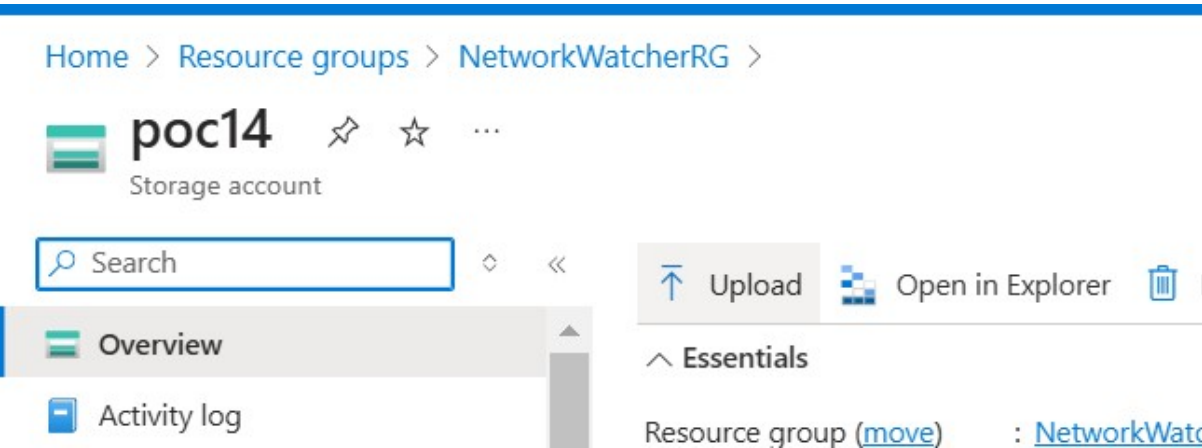 Home > Resource groups > NetworkWatcherRG >
poc14 ...
Storage account
Search
Upload Open in Explorer
Overview
Essentials
Activity log
Resource group (move) :